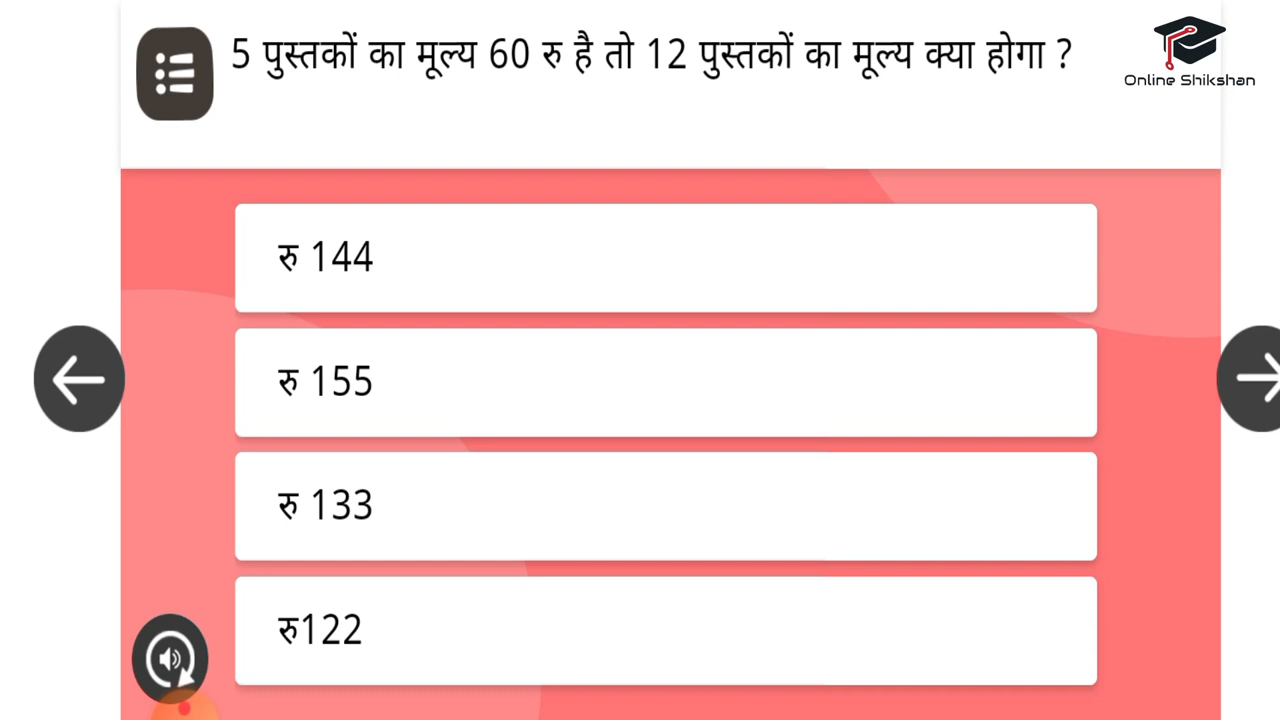 5 पुस्तकों का मूल्य 60 रु है तो 12 पुस्तकों का मूल्य क्या होगा ?
Online Shikshan
रु 144
रु 155
रु 133
रु122